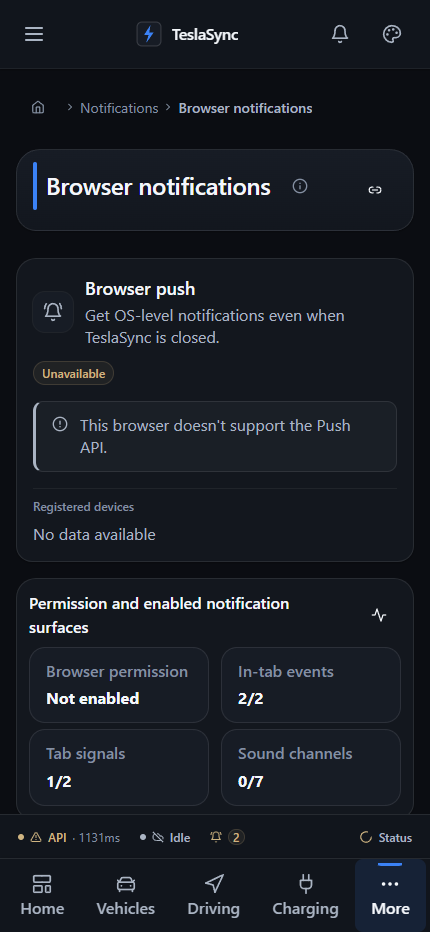 TeslaSync
Notifications
Browser notifications
Browser notifications
Browser push
Get OS-level notifications even when
TeslaSync is closed.
Unavailable
This browser doesn't support the Push
API.
Registered devices
No data available
Permission and enabled notification
surfaces
Browser permission
Not enabled
In-tab events
2/2
Tab signals
1/2
Sound channels
0/7
API · 1131ms
Idle
2
Status
Home
Vehicles
Driving
Charging
More